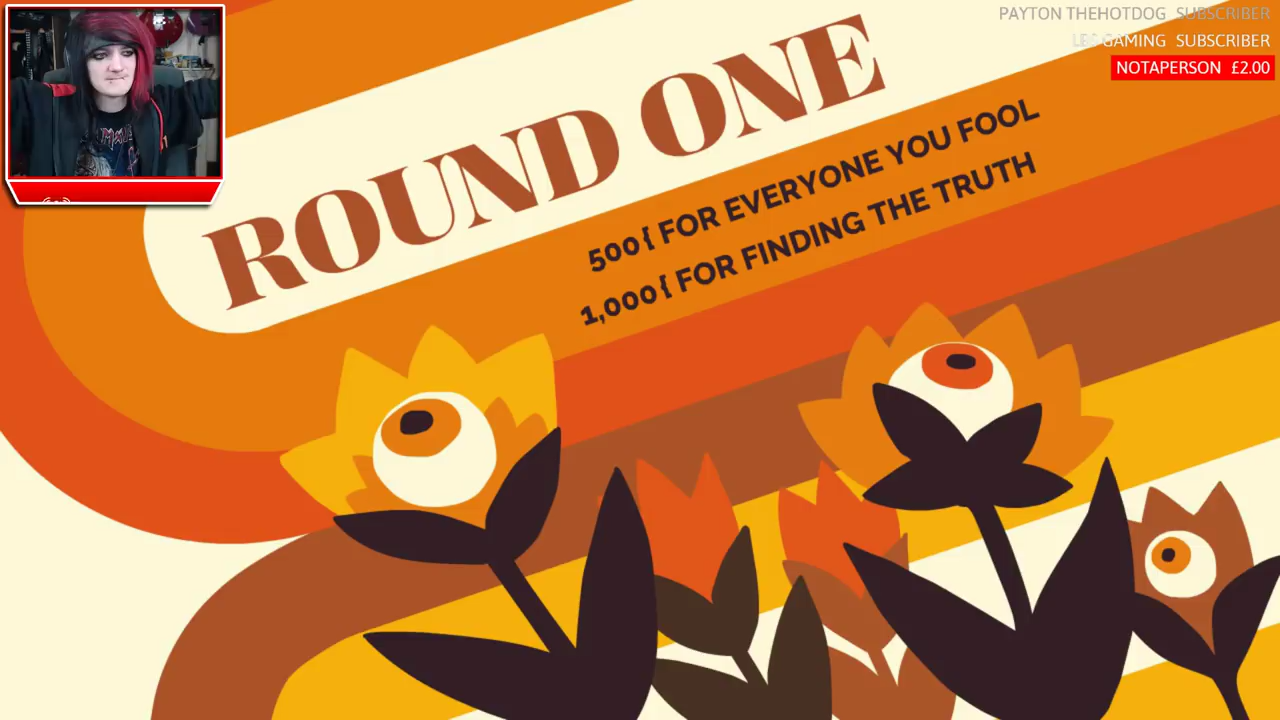 PAYTON THEHOTDOG SUBSCRIBER
GAMING SUBSCRIBER
NOTAPERSON £2.00
ROUND ONE
500{ FOR EVERYONE YOU FOOL
1,000{ FOR FINDING THE TRUTH